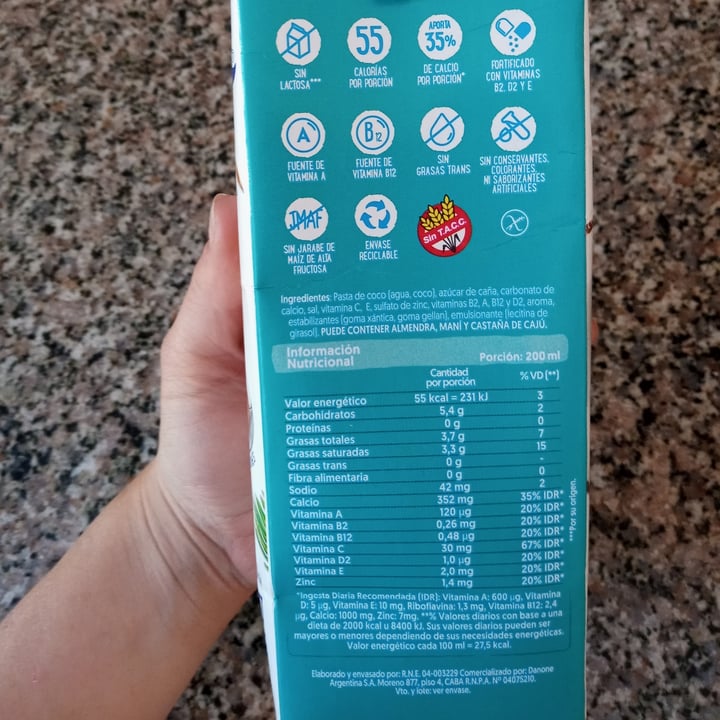 SIN
LACTOSA***
55
CALORÍAS
POR PORCIÓN
APORTA
35%
DE CALCIO
POR PORCIÓN*
FORTIFICADO
CON VITAMINAS
B2, D2 Y E
A
FUENTE DE
VITAMINA A
B12
FUENTE DE
VITAMINA B12
SIN
GRASAS TRANS
SIN CONSERVANTES,
COLORANTES,
NI SABORIZANTES
ARTIFICIALES
JMAF
SIN JARABE DE
MAÍZ DE ALTA
FRUCTOSA
ENVASE
RECICLABLE
Sin T.A.C.C.
Ingredientes: Pasta de coco (agua, coco), azúcar de caña, carbonato de
calcio, sal, vitamina C, E, sulfato de zinc, vitaminas B2, A, B12 y D2, aroma,
estabilizantes (goma xántica, goma gellan), emulsionante (lecitina de
girasol). PUEDE CONTENER ALMENDRA, MANÍ Y CASTAÑA DE CAJÚ.
Información
Nutricional
Porción: 200 ml
Cantidad
por porción
% VD (**)
Valor energético 55 kcal = 231 kJ 3
Carbohidratos 5,4 g 2
Proteínas 0 g 0
Grasas totales 3,7 g 7
Grasas saturadas 3,3 g 15
Grasas trans 0 g -
Fibra alimentaria 0 g 0
Sodio 42 mg 2
Calcio 352 mg 35% IDR*
Vitamina A 120 µg 20% IDR*
Vitamina B2 0,26 mg 20% IDR*
Vitamina B12 0,48 µg 20% IDR*
Vitamina C 30 mg 67% IDR*
Vitamina D2 1,0 µg 20% IDR*
Vitamina E 2,0 mg 20% IDR*
Zinc 1,4 mg 20% IDR*
***Por su origen.
*Ingesta Diaria Recomendada (IDR): Vitamina A: 600 µg, Vitamina
D: 5 µg, Vitamina E: 10 mg, Riboflavina: 1,3 mg, Vitamina B12: 2,4
µg, Calcio: 1000 mg, Zinc: 7mg. **% Valores diarios con base a una
dieta de 2000 kcal u 8400 kJ. Sus valores diarios pueden ser
mayores o menores dependiendo de sus necesidades energéticas.
Valor energético cada 100 ml = 27,5 kcal.
Elaborado y envasado por: R.N.E. 04-003229 Comercializado por: Danone
Argentina S.A. Moreno 877, piso 4, CABA R.N.P.A. Nº 04075210.
Vto. y lote: ver envase.